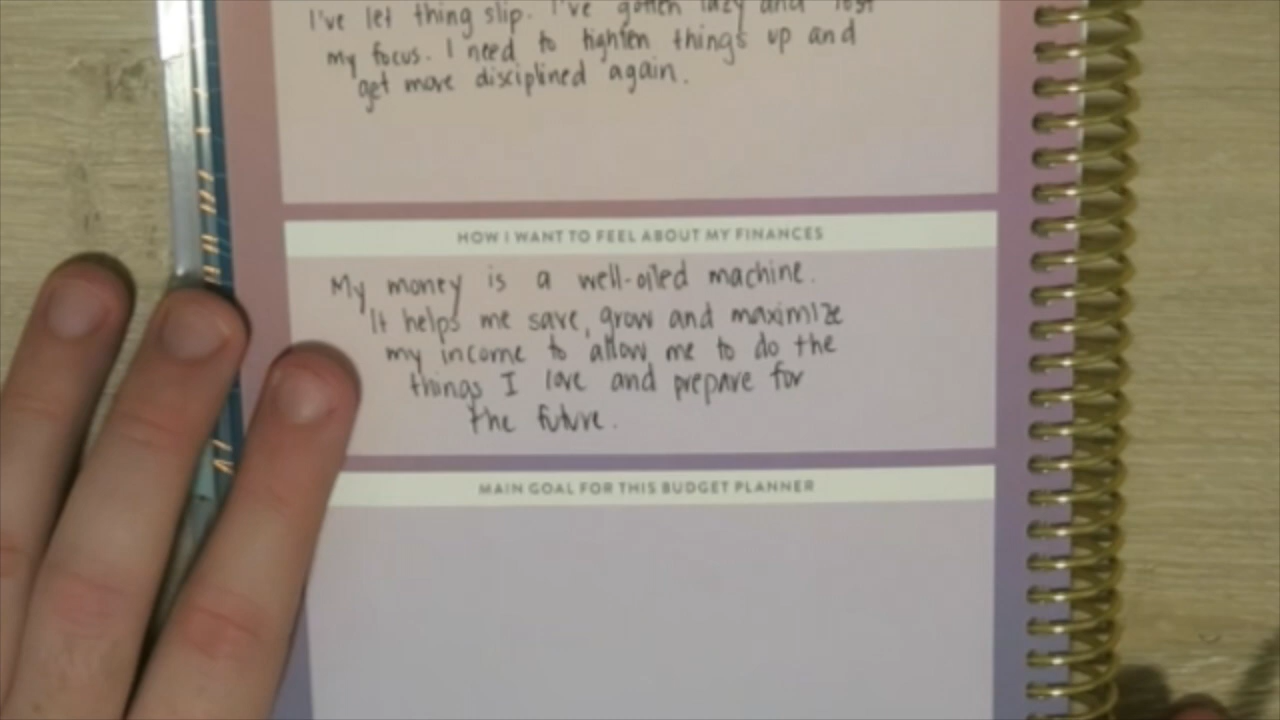 I've let thing slip. I've gotten lazy and lost
my focus. I need to tighten things up and
get more disciplined again.
HOW I WANT TO FEEL ABOUT MY FINANCES
My money is a well-oiled machine.
It helps me save, grow and maximize
my income to allow me to do the
things I love and prepare for
the future.
MAIN GOAL FOR THIS BUDGET PLANNER